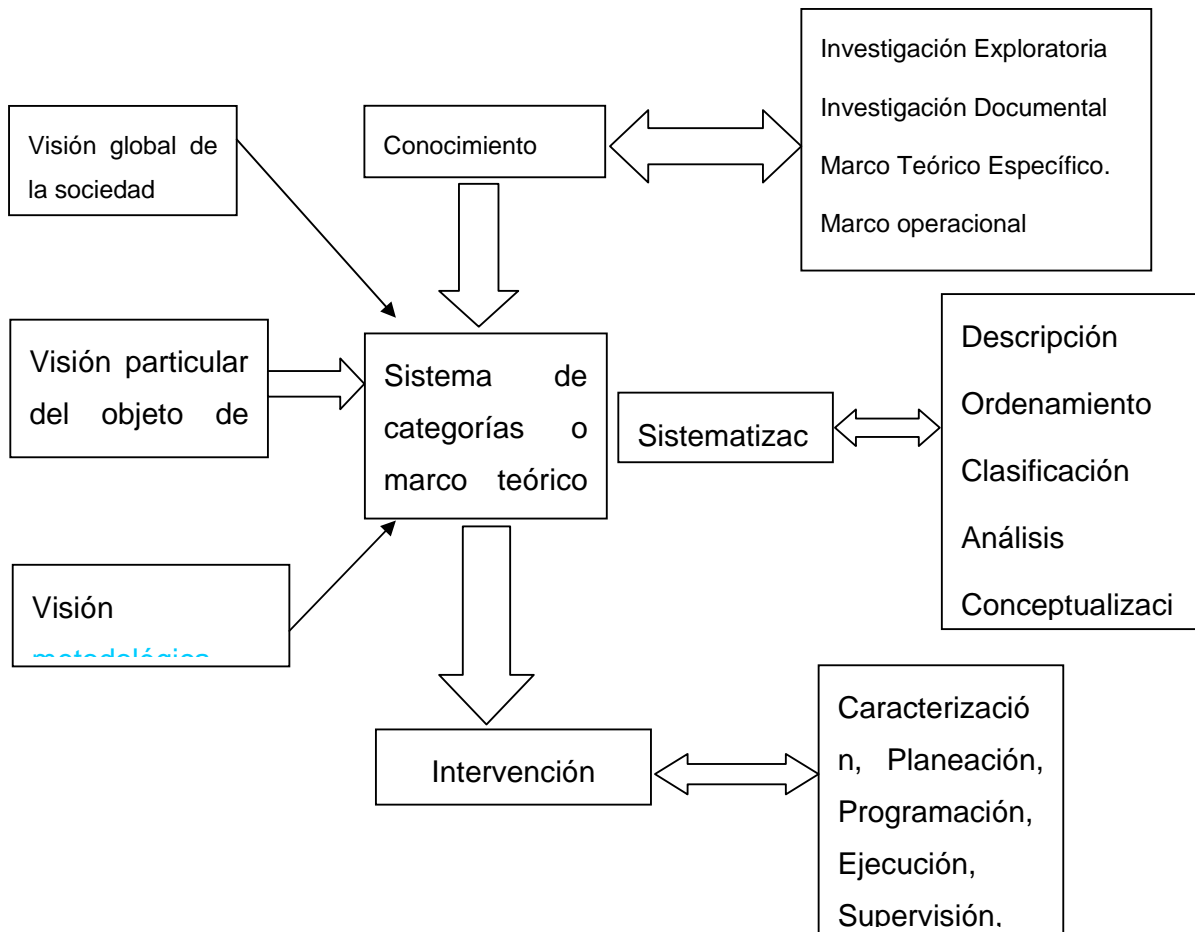 Investigación Exploratoria
Investigación Documental
Marco Teórico Específico.
Marco operacional
Conocimiento
Visión global de
la sociedad
Visión particular
del objeto de
Sistema de
categorías o
marco teórico
Sistematizac
Descripción
Ordenamiento
Clasificación
Análisis
Conceptualizaci
Visión
Intervención
Caracterizació
n, Planeación,
Programación,
Ejecución,
Supervisión,